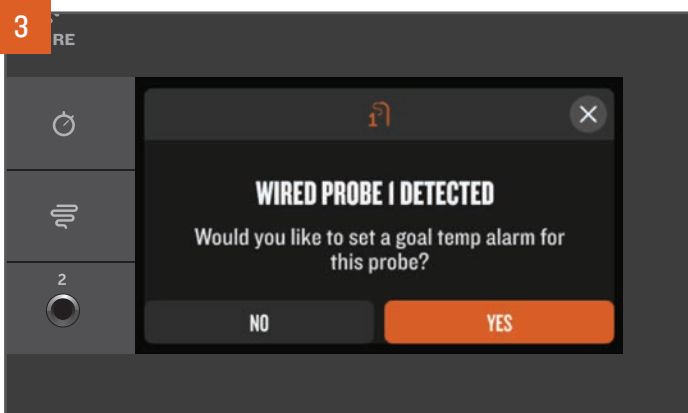 3
RE
1
WIRED PROBE 1 DETECTED
Would you like to set a goal temp alarm for
this probe?
2
NO
YES